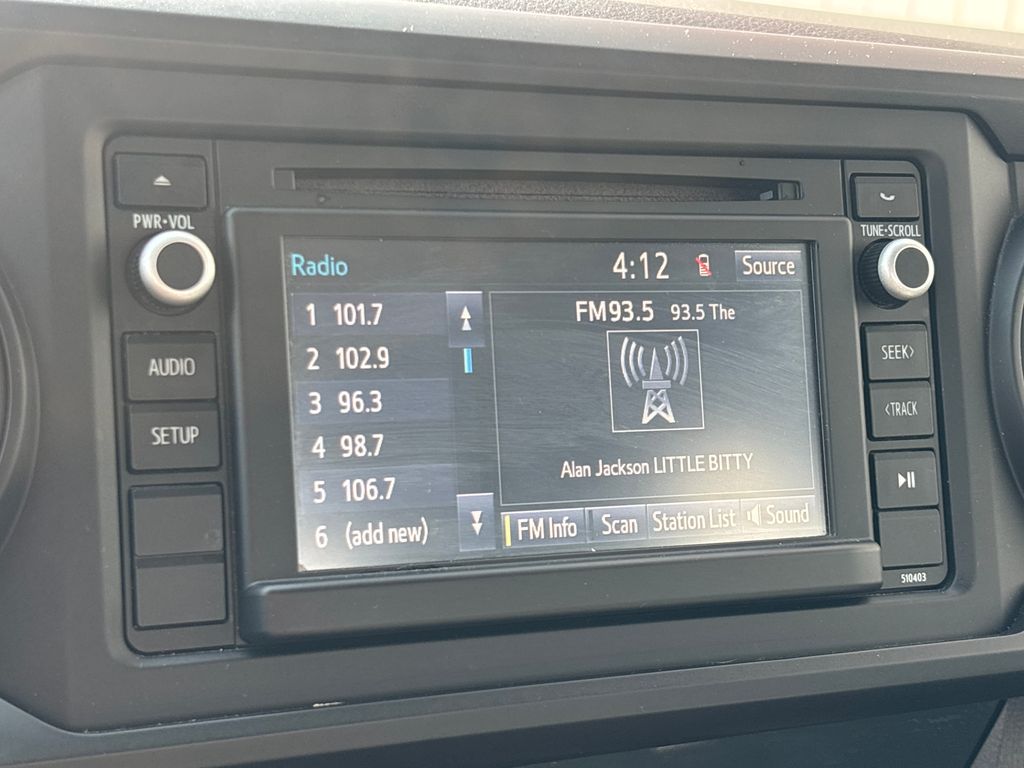 PWR•VOL
AUDIO
SETUP
Radio
4:12
Source
1 101.7
2 102.9
3 96.3
4 98.7
5 106.7
6 (add new)
FM93.5 93.5 The
Alan Jackson LITTLE BITTY
FM Info
Scan
Station List
Sound
TUNE•SCROLL
SEEK>
<TRACK
510403